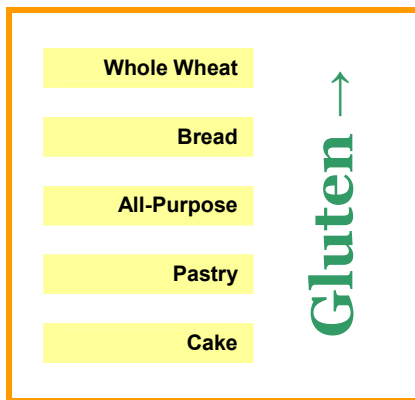 Whole Wheat
Bread
All-Purpose
Pastry
Cake
Gluten →